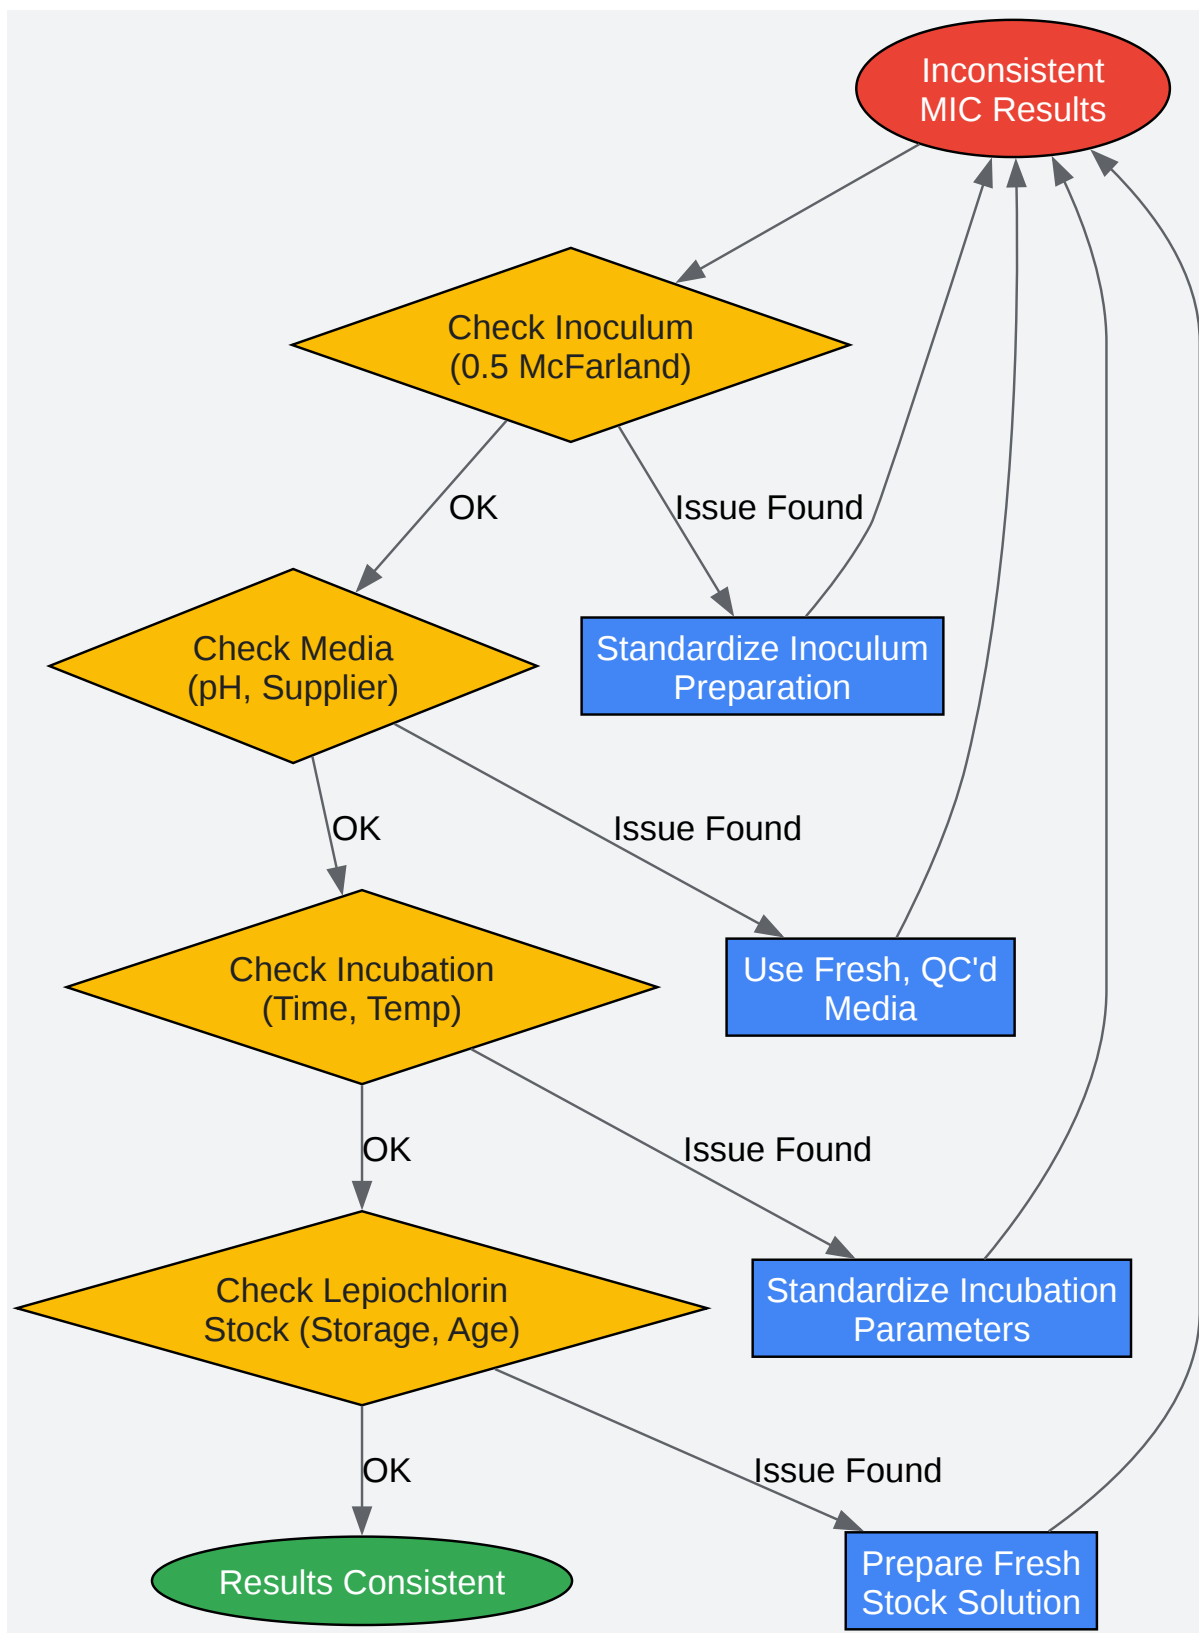 Inconsistent
MIC Results
Check Inoculum
(0.5 McFarland)
OK
Issue Found
Check Media
(pH, Supplier)
Standardize Inoculum
Preparation
OK
Issue Found
Check Incubation
(Time, Temp)
Use Fresh, QC'd
Media
OK
Issue Found
Check Lepiochlorin
Stock (Storage, Age)
Standardize Incubation
Parameters
OK
Issue Found
Results Consistent
Prepare Fresh
Stock Solution